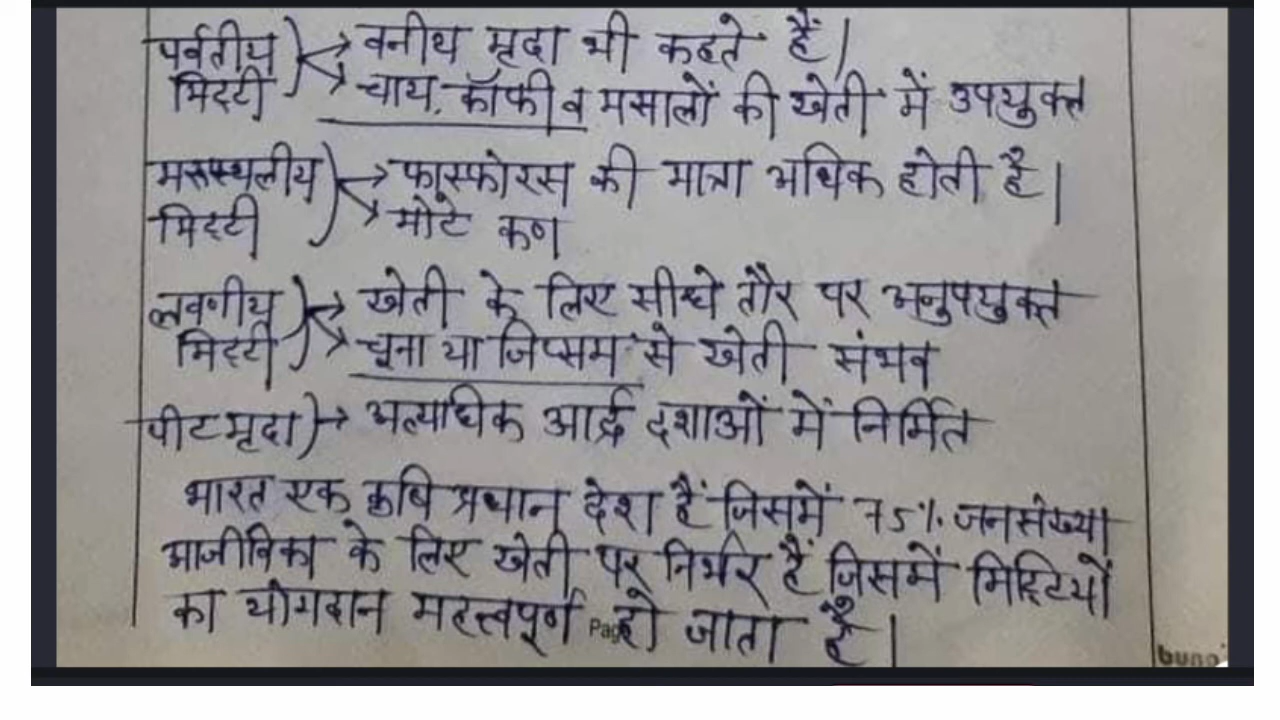 पर्वतीय → वनीय मृदा भी कहते हैं।
मिट्टी → चाय, कॉफी व मसालों की खेती में उपयुक्त
मरुस्थलीय → फास्फोरस की मात्रा अधिक होती है।
मिट्टी → मोटे कण
लवणीय → खेती के लिए सीधे तौर पर अनुपयुक्त
मिट्टी → चूना या जिप्सम से खेती संभव
पीट मृदा → अत्याधिक आर्द्र दशाओं में निर्मित
भारत एक कृषि प्रधान देश हैं जिसमें 75% जनसंख्या
आजीविका के लिए खेती पर निर्भर हैं जिसमें मिट्टियों
का योगदान महत्त्वपूर्ण हो जाता है।